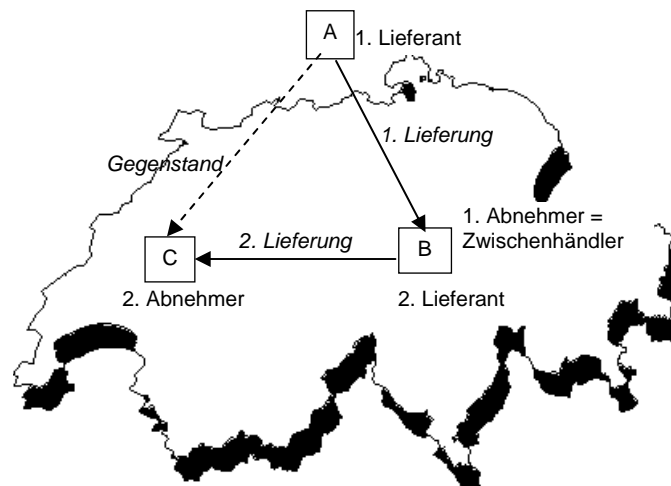 A
1. Lieferant
1. Lieferung
Gegenstand
1. Abnehmer =
Zwischenhändler
2. Lieferung
C
B
2. Abnehmer
2. Lieferant